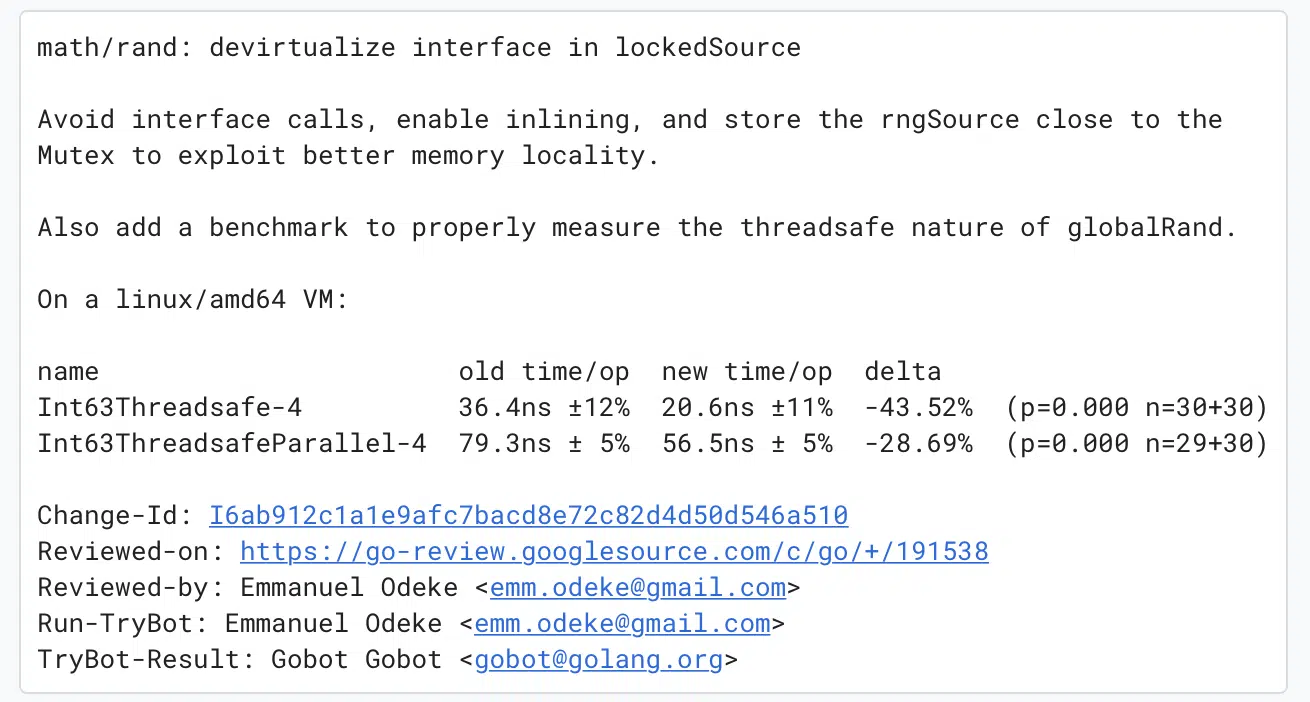 math/rand: devirtualize interface in lockedSource
Avoid interface calls, enable inlining, and store the rngSource close to the
Mutex to exploit better memory locality.
Also add a benchmark to properly measure the threadsafe nature of globalRand.
On a linux/amd64 VM:
name old time/op new time/op delta
Int63Threadsafe-4 36.4ns ±12% 20.6ns ±11% -43.52% (p=0.000 n=30+30)
Int63ThreadsafeParallel-4 79.3ns ± 5% 56.5ns ± 5% -28.69% (p=0.000 n=29+30)
Change-Id: I6ab912c1a1e9afc7bacd8e72c82d4d50d546a510
Reviewed-on: https://go-review.googlesource.com/c/go/+/191538
Reviewed-by: Emmanuel Odeke <emm.odeke@gmail.com>
Run-TryBot: Emmanuel Odeke <emm.odeke@gmail.com>
TryBot-Result: Gobot Gobot <gobot@golang.org>